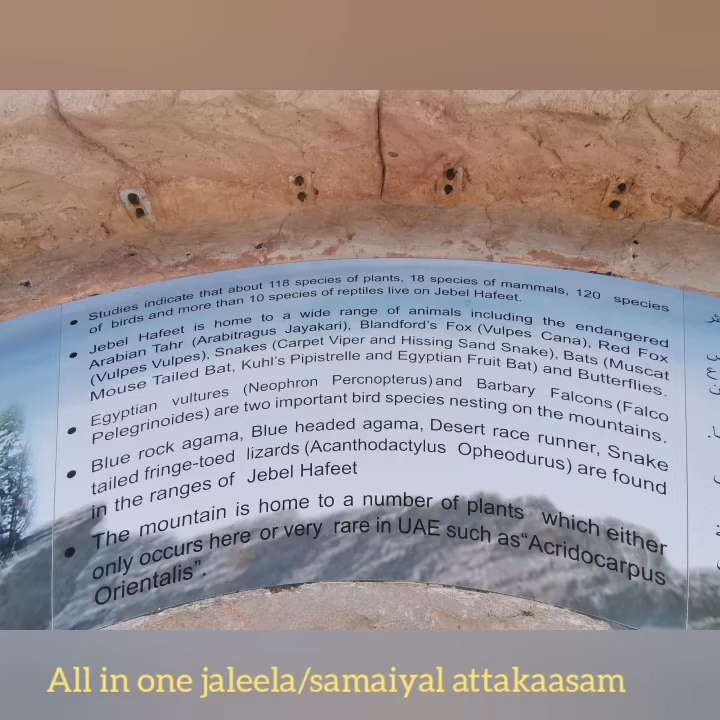 • Studies indicate that about 118 species of plants, 18 species of mammals, 120 species
of birds and more than 10 species of reptiles live on Jebel Hafeet.
• Jebel Hafeet is home to a wide range of animals including the endangered
Arabian Tahr (Arabitragus Jayakari), Blandford's Fox (Vulpes Cana), Red Fox
(Vulpes Vulpes), Snakes (Carpet Viper and Hissing Sand Snake), Bats (Muscat
Mouse Tailed Bat, Kuhl's Pipistrelle and Egyptian Fruit Bat) and Butterflies.
• Egyptian vultures (Neophron Percnopterus) and Barbary Falcons (Falco
Pelegrinoides) are two important bird species nesting on the mountains.
• Blue rock agama, Blue headed agama, Desert race runner, Snake
tailed fringe-toed lizards (Acanthodactylus Opheodurus) are found
in the ranges of Jebel Hafeet
• The mountain is home to a number of plants which either
only occurs here or very rare in UAE such as“Acridocarpus
Orientalis”.
All in one jaleela/samaiyal attakaasam